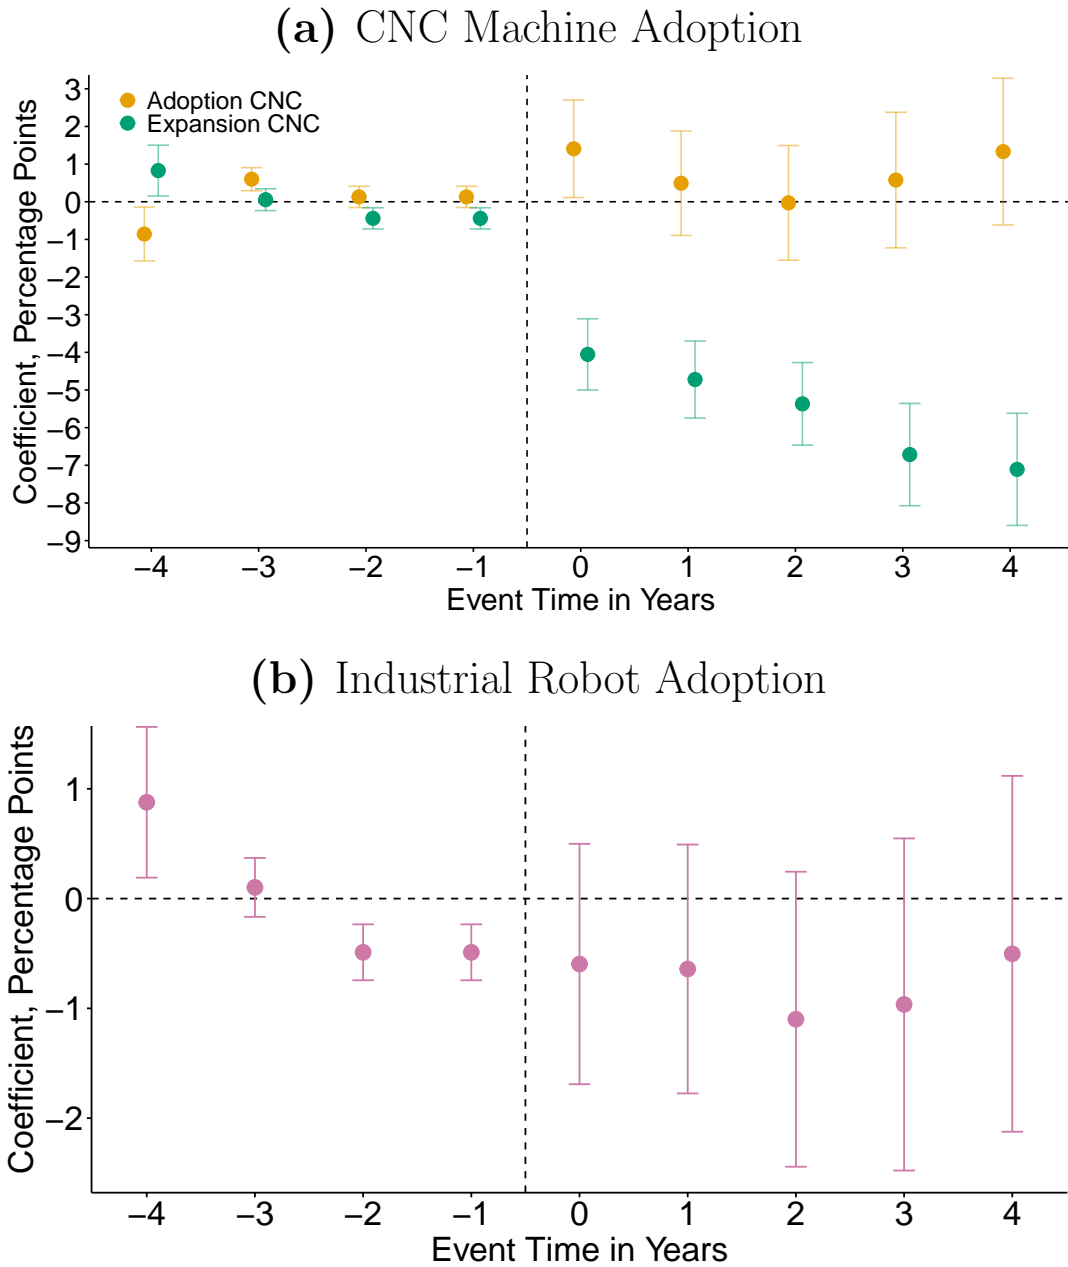 (a) CNC Machine Adoption
Coefficient, Percentage Points
3
2
1
0
−1
−2
−3
−4
−5
−6
−7
−8
−9
Adoption CNC
Expansion CNC
−4 −3 −2 −1 0 1 2 3 4
Event Time in Years
(b) Industrial Robot Adoption
Coefficient, Percentage Points
1
0
−1
−2
−4 −3 −2 −1 0 1 2 3 4
Event Time in Years